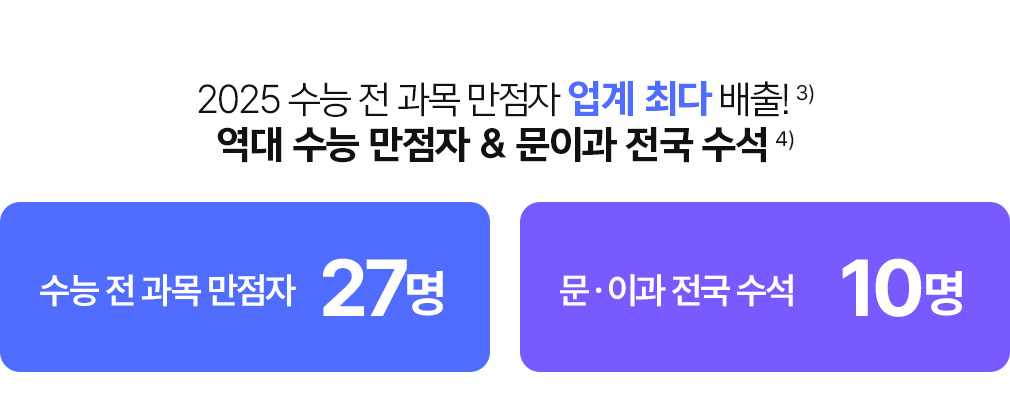 2025 수능 전 과목 만점자 업계 최다 배출! 3)
역대 수능 만점자 & 문이과 전국 수석 4)
수능 전 과목 만점자 27명
문·이과 전국 수석 10명